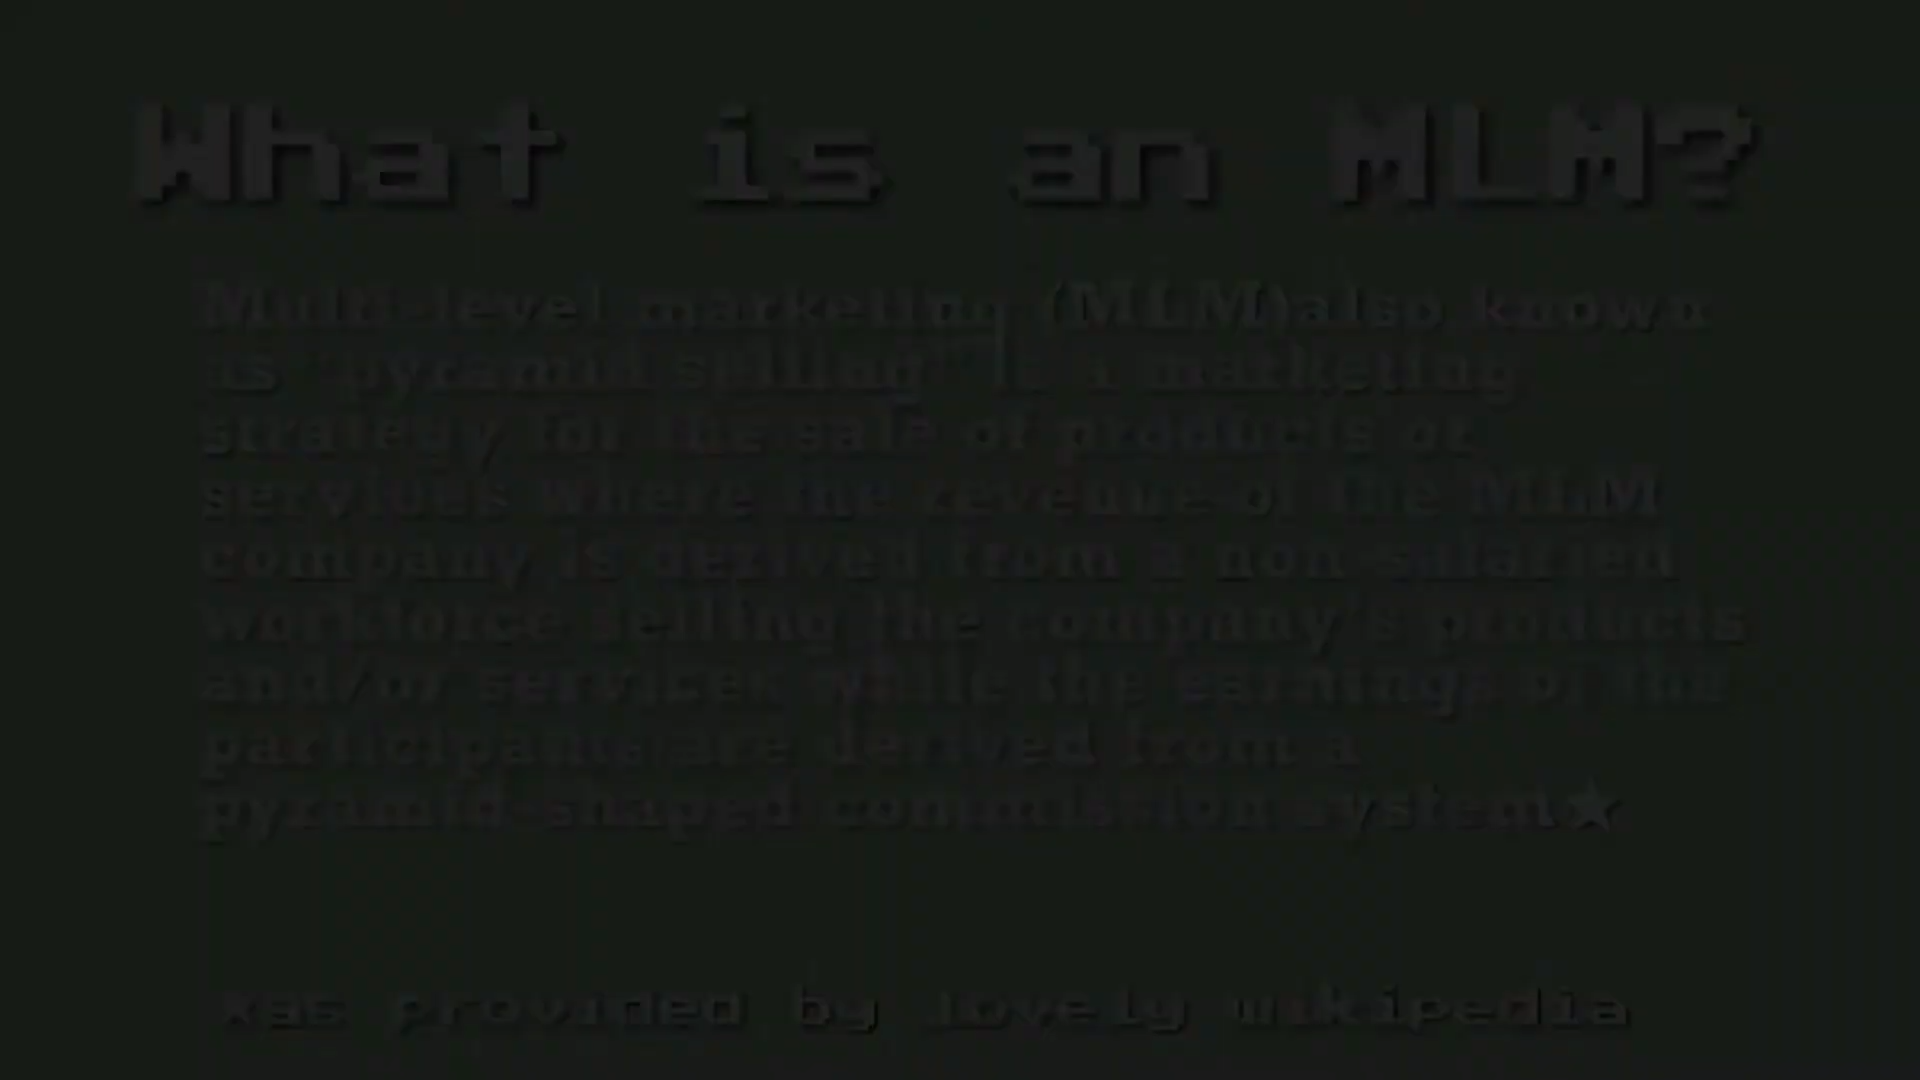 What is an MLM?
Multi-level marketing (MLM)also known
as "pyramid selling" is a marketing
strategy for the sale of products or
services where the revenue of the MLM
company is derived from a non-salaried
workforce selling the company's products
and/or services while the earnings of the
participants are derived from a
pyramid-shaped commission system★
*as provided by lovely wikipedia